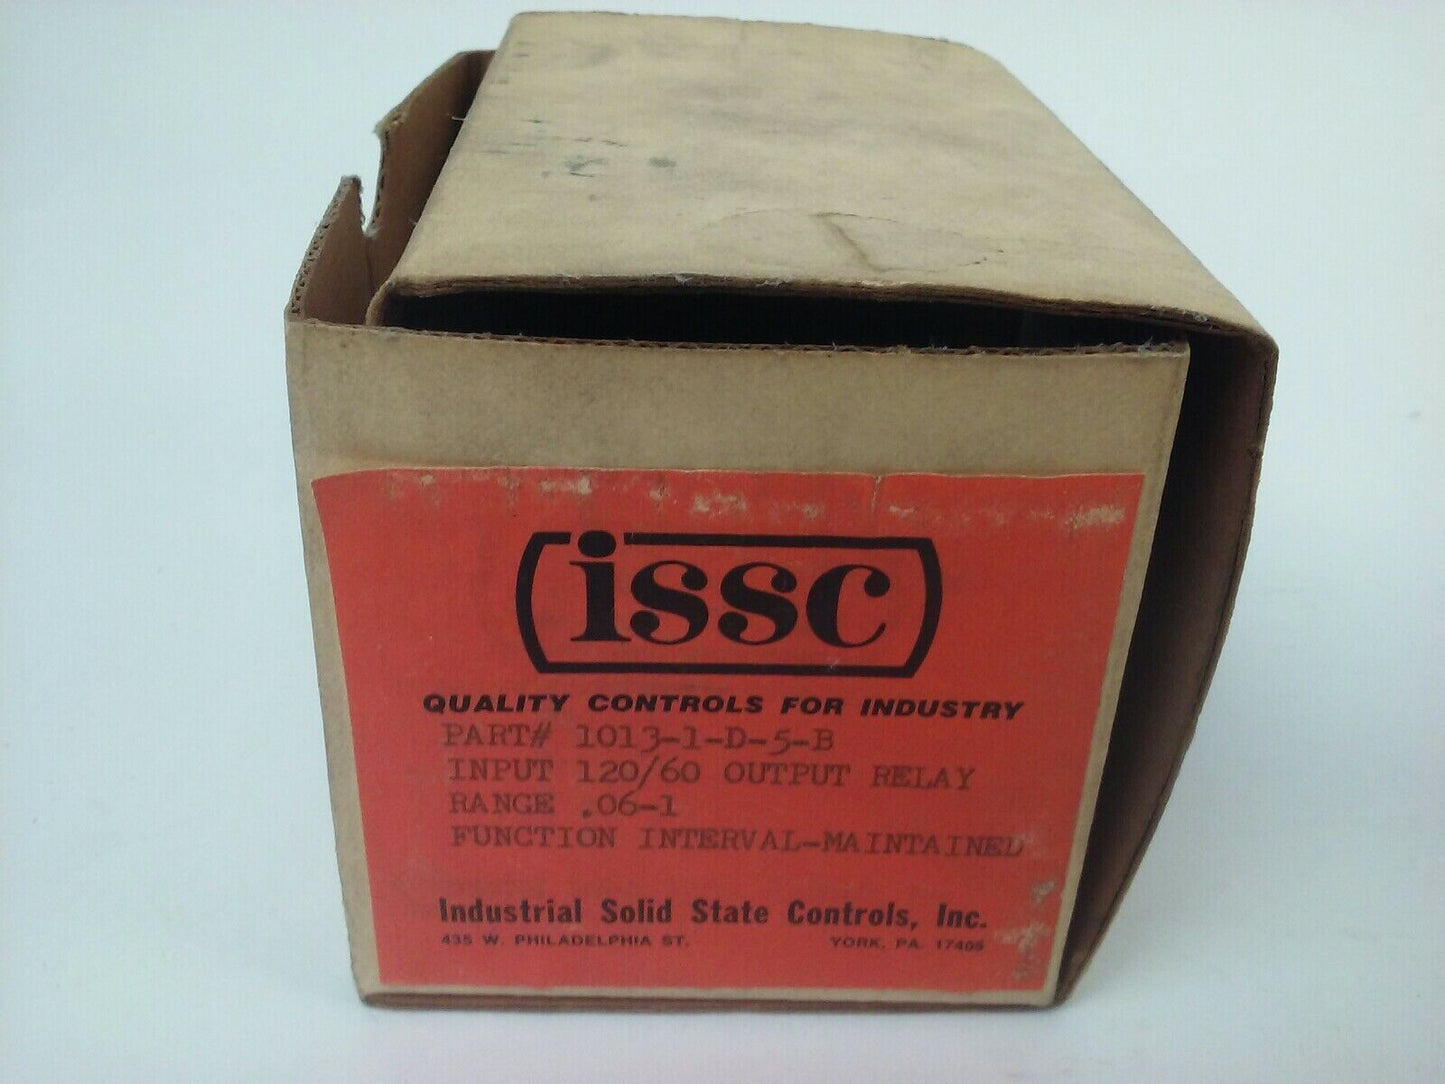 issc
QUALITY CONTROLS FOR INDUSTRY
PART# 1013-1-D-5-B
INPUT 120/60 OUTPUT RELAY
RANGE .06-1
FUNCTION INTERVAL-MAINTAINED
Industrial Solid State Controls, Inc.
435 W. PHILADELPHIA ST. YORK, PA. 17405